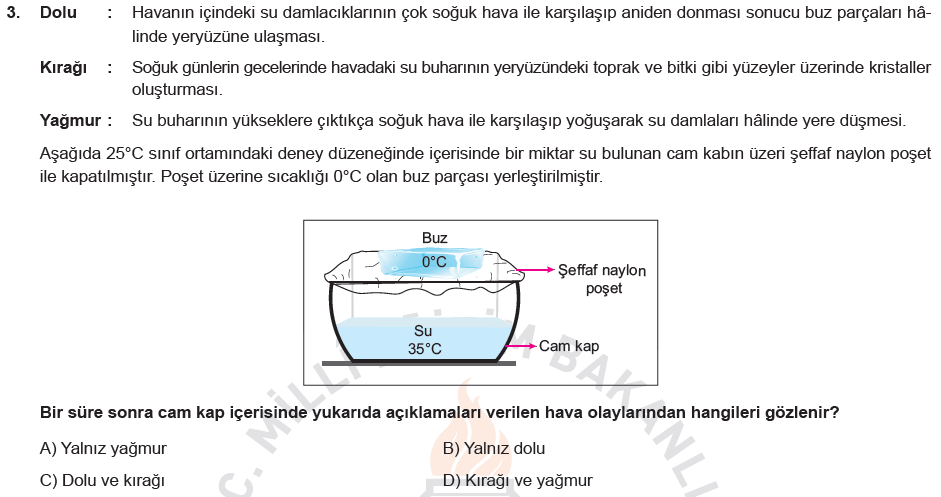 3. Dolu : Havanın içindeki su damlacıklarının çok soğuk hava ile karşılaşıp aniden donması sonucu buz parçaları hâ-
linde yeryüzüne ulaşması.
Kırağı : Soğuk günlerin gecelerinde havadaki su buharının yeryüzündeki toprak ve bitki gibi yüzeyler üzerinde kristaller
oluşturması.
Yağmur : Su buharının yükseklere çıktıkça soğuk hava ile karşılaşıp yoğuşarak su damlaları hâlinde yere düşmesi.
Aşağıda 25°C sınıf ortamındaki deney düzeneğinde içerisinde bir miktar su bulunan cam kabın üzeri şeffaf naylon poşet
ile kapatılmıştır. Poşet üzerine sıcaklığı 0°C olan buz parçası yerleştirilmiştir.
Buz
0°C
Şeffaf naylon
poşet
Su
35°C
Cam kap
Bir süre sonra cam kap içerisinde yukarıda açıklamaları verilen hava olaylarından hangileri gözlenir?
A) Yalnız yağmur
B) Yalnız dolu
C) Dolu ve kırağı
D) Kırağı ve yağmur